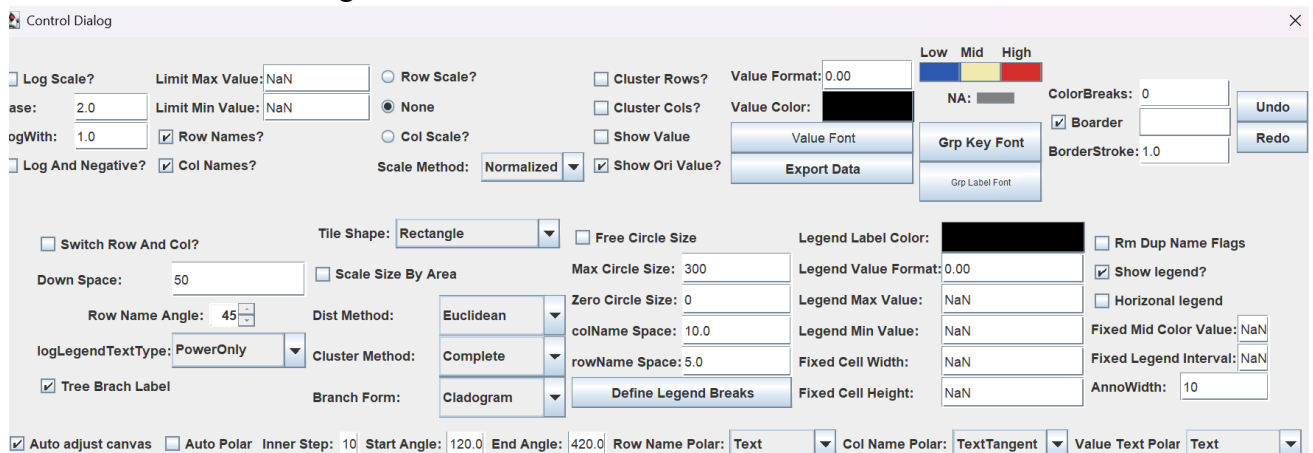 Control Dialog
Low Mid High
Log Scale? Limit Max Value: NaN Row Scale? Cluster Rows? Value Format: 0.00
ase: 2.0 Limit Min Value: NaN None Cluster Cols? Value Color: NA: ColorBreaks: 0 Undo
ogWith: 1.0 Row Names? Col Scale? Show Value Value Font Grp Key Font Boarder Redo
Log And Negative? Col Names? Scale Method: Normalized Show Ori Value? Export Data Grp Label Font BorderStroke: 1.0
Switch Row And Col? Tile Shape: Rectangle Free Circle Size Legend Label Color: Rm Dup Name Flags
Down Space: 50 Scale Size By Area Max Circle Size: 300 Legend Value Format: 0.00 Show legend?
Row Name Angle: 45 Dist Method: Euclidean Zero Circle Size: 0 Legend Max Value: NaN Horizonal legend
logLegendTextType: PowerOnly Cluster Method: Complete colName Space: 10.0 Legend Min Value: NaN Fixed Mid Color Value: NaN
rowName Space: 5.0 Fixed Cell Width: NaN Fixed Legend Interval: NaN
Tree Brach Label Branch Form: Cladogram Define Legend Breaks Fixed Cell Height: NaN AnnoWidth: 10
Auto adjust canvas Auto Polar Inner Step: 10 Start Angle: 120.0 End Angle: 420.0 Row Name Polar: Text Col Name Polar: TextTangent Value Text Polar Text